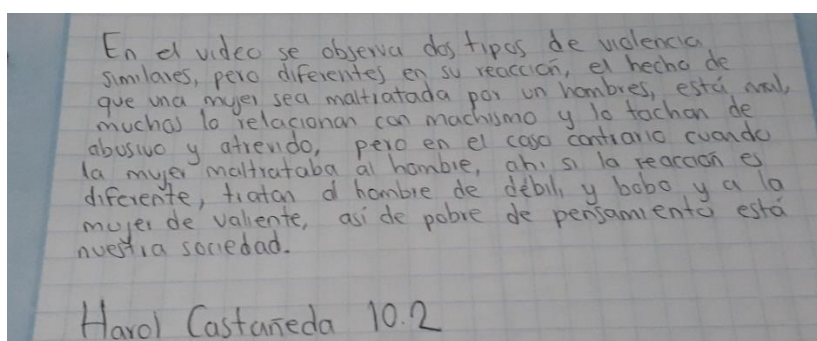 En el video se observa dos tipos de violencia,
similares, pero diferentes en su reacción, el hecho de
que una mujer sea maltratada por un hombres, está mal,
muchos lo relacionan con machismo y lo tachan de
abusivo y atrevido, pero en el caso contrario cuando
la mujer maltrataba al hombre, ahi si la reacción es
diferente, tratan al hombre de débil, y bobo y a la
mujer de valiente, asi de pobre de pensamiento está
nuestra sociedad.
Harol Castañeda 10.2